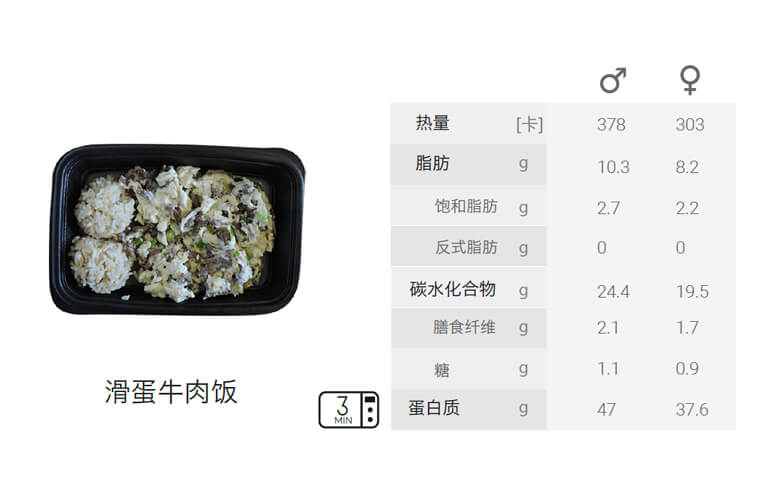 ♂ ♀
热量 [卡] 378 303
脂肪 g 10.3 8.2
饱和脂肪 g 2.7 2.2
反式脂肪 g 0 0
碳水化合物 g 24.4 19.5
膳食纤维 g 2.1 1.7
糖 g 1.1 0.9
蛋白质 g 47 37.6
滑蛋牛肉饭
3
MIN